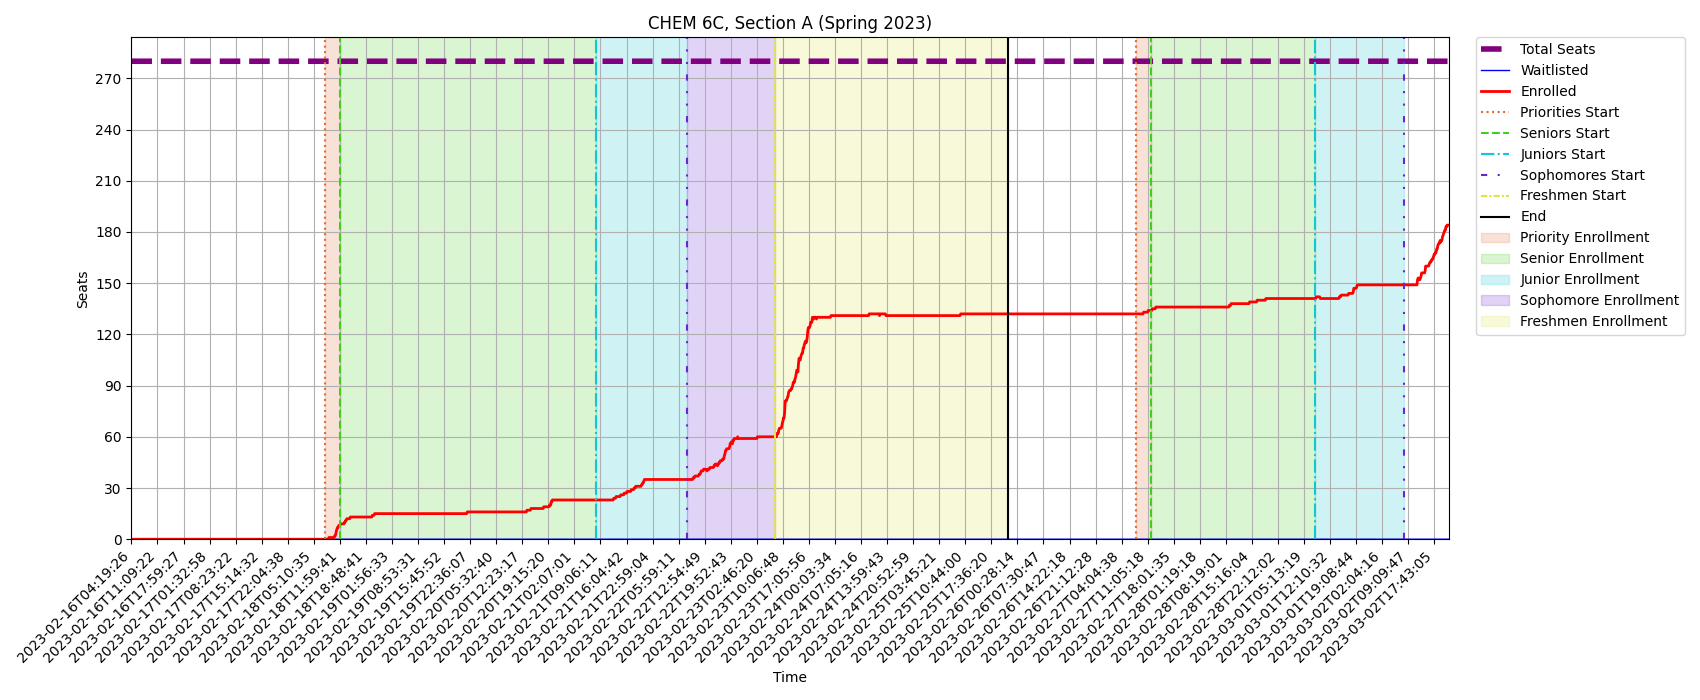 CHEM 6C, Section A (Spring 2023)
Total Seats
Waitlisted
Enrolled
Priorities Start
Seniors Start
Juniors Start
Sophomores Start
Freshmen Start
End
Priority Enrollment
Senior Enrollment
Junior Enrollment
Sophomore Enrollment
Freshmen Enrollment
Seats
270
240
210
180
150
120
90
60
30
0
2023-02-16T04:19:26
2023-02-16T11:09:22
2023-02-16T17:59:27
2023-02-17T01:32:58
2023-02-17T08:23:22
2023-02-17T15:14:32
2023-02-17T22:04:38
2023-02-18T05:10:35
2023-02-18T11:59:41
2023-02-18T18:48:41
2023-02-19T01:56:33
2023-02-19T08:53:31
2023-02-19T15:45:52
2023-02-19T22:36:07
2023-02-20T05:32:40
2023-02-20T12:23:17
2023-02-20T19:15:20
2023-02-21T02:07:01
2023-02-21T09:06:11
2023-02-21T16:04:42
2023-02-21T22:59:04
2023-02-22T05:59:11
2023-02-22T12:54:49
2023-02-22T19:52:43
2023-02-23T02:46:20
2023-02-23T10:06:48
2023-02-23T17:05:56
2023-02-24T00:03:34
2023-02-24T07:05:16
2023-02-24T13:59:43
2023-02-24T20:52:59
2023-02-25T03:45:21
2023-02-25T10:44:00
2023-02-25T17:36:20
2023-02-26T00:28:14
2023-02-26T07:30:47
2023-02-26T14:22:18
2023-02-26T21:12:28
2023-02-27T04:04:38
2023-02-27T11:05:18
2023-02-27T18:01:35
2023-02-28T01:19:18
2023-02-28T08:19:01
2023-02-28T15:16:04
2023-02-28T22:12:02
2023-03-01T05:13:19
2023-03-01T12:10:32
2023-03-01T19:08:44
2023-03-02T02:04:16
2023-03-02T09:09:47
2023-03-02T17:43:05
Time